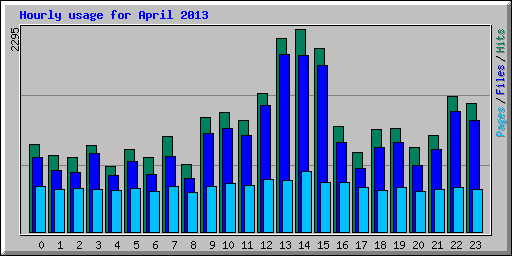 Hourly usage for April 2013
2295
Pages / Files / Hits
0 1 2 3 4 5 6 7 8 9 10 11 12 13 14 15 16 17 18 19 20 21 22 23